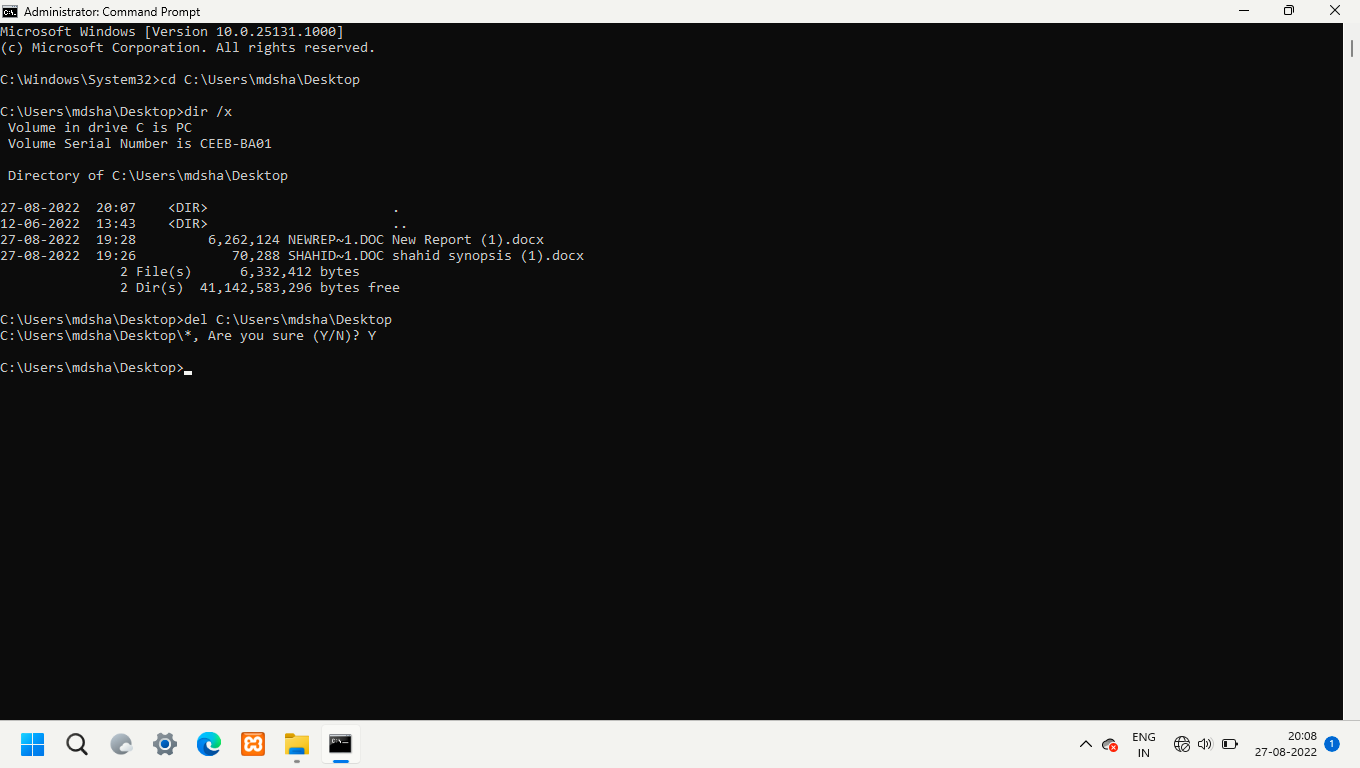 Administrator: Command Prompt
Microsoft Windows [Version 10.0.25131.1000]
(c) Microsoft Corporation. All rights reserved.
C:\Windows\System32>cd C:\Users\mdsha\Desktop
C:\Users\mdsha\Desktop>dir /x
 Volume in drive C is PC
 Volume Serial Number is CEEB-BA01
 Directory of C:\Users\mdsha\Desktop
27-08-2022  20:07    <DIR>                       .
12-06-2022  13:43    <DIR>                       ..
27-08-2022  19:28         6,262,124 NEWREP~1.DOC New Report (1).docx
27-08-2022  19:26            70,288 SHAHID~1.DOC shahid synopsis (1).docx
               2 File(s)      6,332,412 bytes
               2 Dir(s)  41,142,583,296 bytes free
C:\Users\mdsha\Desktop>del C:\Users\mdsha\Desktop
C:\Users\mdsha\Desktop\*, Are you sure (Y/N)? Y
C:\Users\mdsha\Desktop>
ENG
IN
20:08
27-08-2022
1